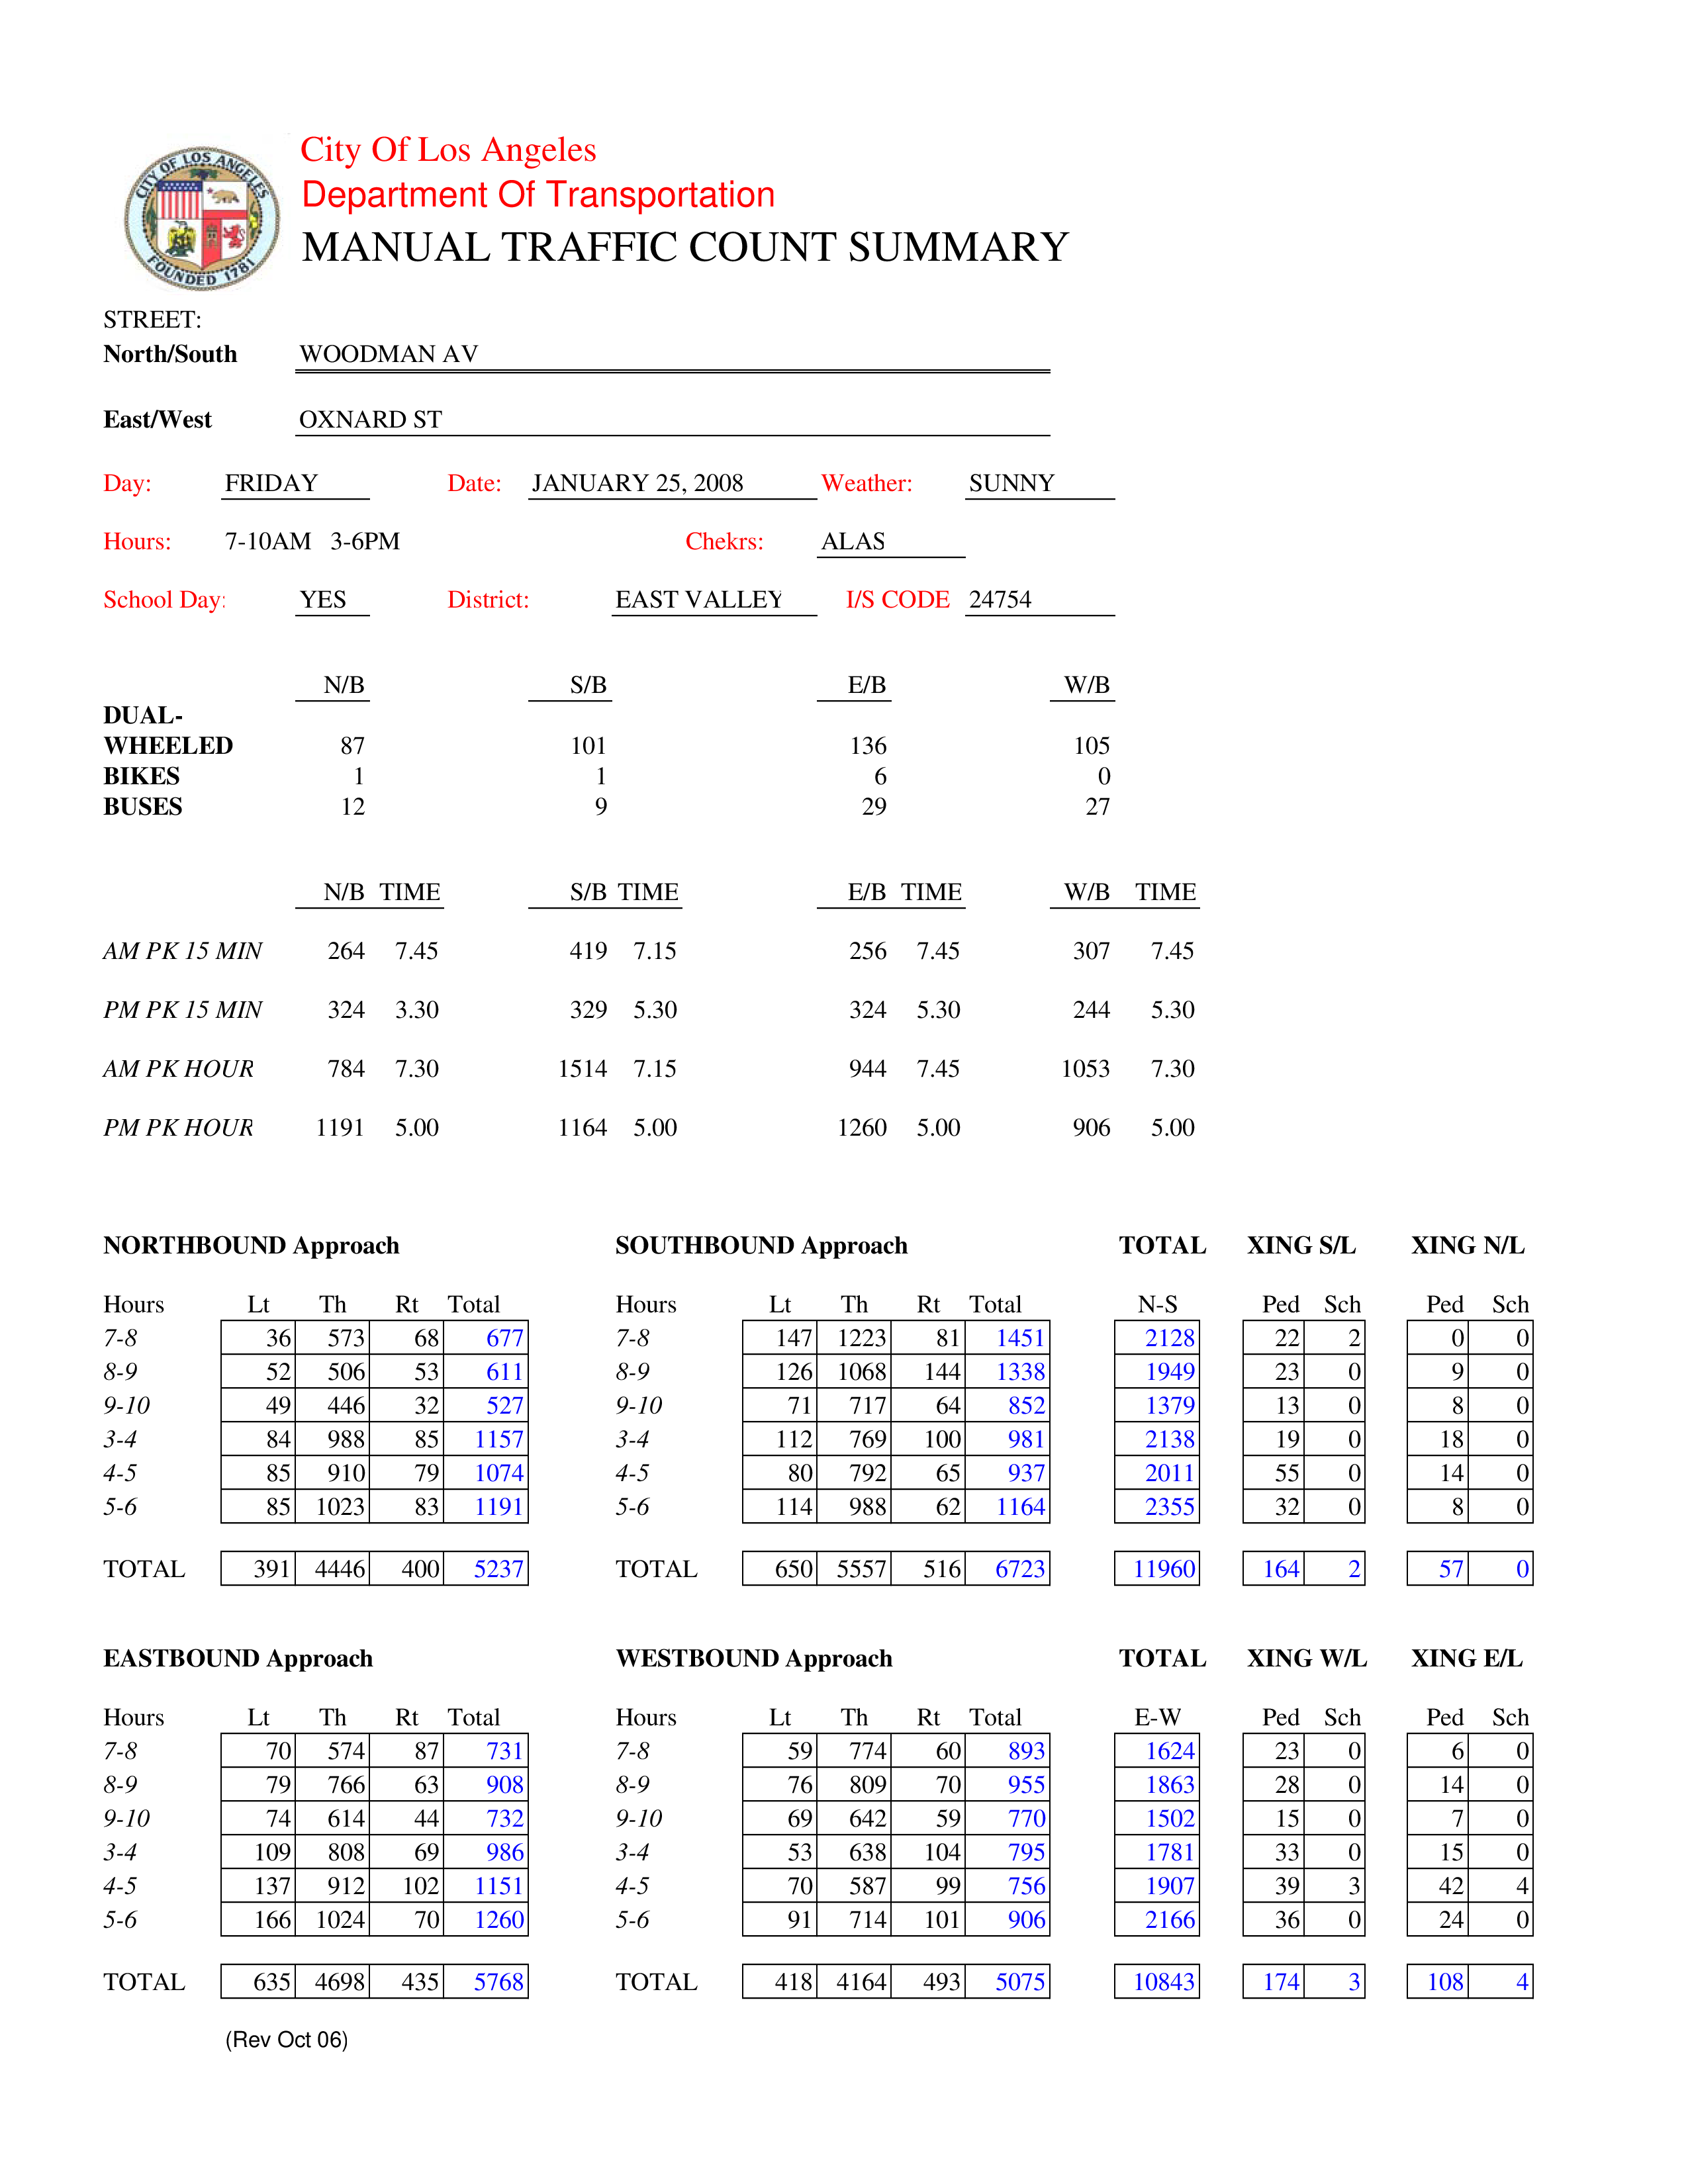 CITY OF LOS ANGELES
FOUNDED 1781
City Of Los Angeles
Department Of Transportation
MANUAL TRAFFIC COUNT SUMMARY
STREET:
North/South WOODMAN AV
East/West OXNARD ST
Day: FRIDAY Date: JANUARY 25, 2008 Weather: SUNNY
Hours: 7-10AM 3-6PM Chekrs: ALAS
School Day: YES District: EAST VALLEY I/S CODE 24754
N/B S/B E/B W/B
DUAL-
WHEELED 87 101 136 105
BIKES 1 1 6 0
BUSES 12 9 29 27
N/B TIME S/B TIME E/B TIME W/B TIME
AM PK 15 MIN 264 7.45 419 7.15 256 7.45 307 7.45
PM PK 15 MIN 324 3.30 329 5.30 324 5.30 244 5.30
AM PK HOUR 784 7.30 1514 7.15 944 7.45 1053 7.30
PM PK HOUR 1191 5.00 1164 5.00 1260 5.00 906 5.00
NORTHBOUND Approach SOUTHBOUND Approach TOTAL XING S/L XING N/L
Hours Lt Th Rt Total Hours Lt Th Rt Total N-S Ped Sch Ped Sch
7-8 36 573 68 677 7-8 147 1223 81 1451 2128 22 2 0 0
8-9 52 506 53 611 8-9 126 1068 144 1338 1949 23 0 9 0
9-10 49 446 32 527 9-10 71 717 64 852 1379 13 0 8 0
3-4 84 988 85 1157 3-4 112 769 100 981 2138 19 0 18 0
4-5 85 910 79 1074 4-5 80 792 65 937 2011 55 0 14 0
5-6 85 1023 83 1191 5-6 114 988 62 1164 2355 32 0 8 0
TOTAL 391 4446 400 5237 TOTAL 650 5557 516 6723 11960 164 2 57 0
EASTBOUND Approach WESTBOUND Approach TOTAL XING W/L XING E/L
Hours Lt Th Rt Total Hours Lt Th Rt Total E-W Ped Sch Ped Sch
7-8 70 574 87 731 7-8 59 774 60 893 1624 23 0 6 0
8-9 79 766 63 908 8-9 76 809 70 955 1863 28 0 14 0
9-10 74 614 44 732 9-10 69 642 59 770 1502 15 0 7 0
3-4 109 808 69 986 3-4 53 638 104 795 1781 33 0 15 0
4-5 137 912 102 1151 4-5 70 587 99 756 1907 39 3 42 4
5-6 166 1024 70 1260 5-6 91 714 101 906 2166 36 0 24 0
TOTAL 635 4698 435 5768 TOTAL 418 4164 493 5075 10843 174 3 108 4
(Rev Oct 06)